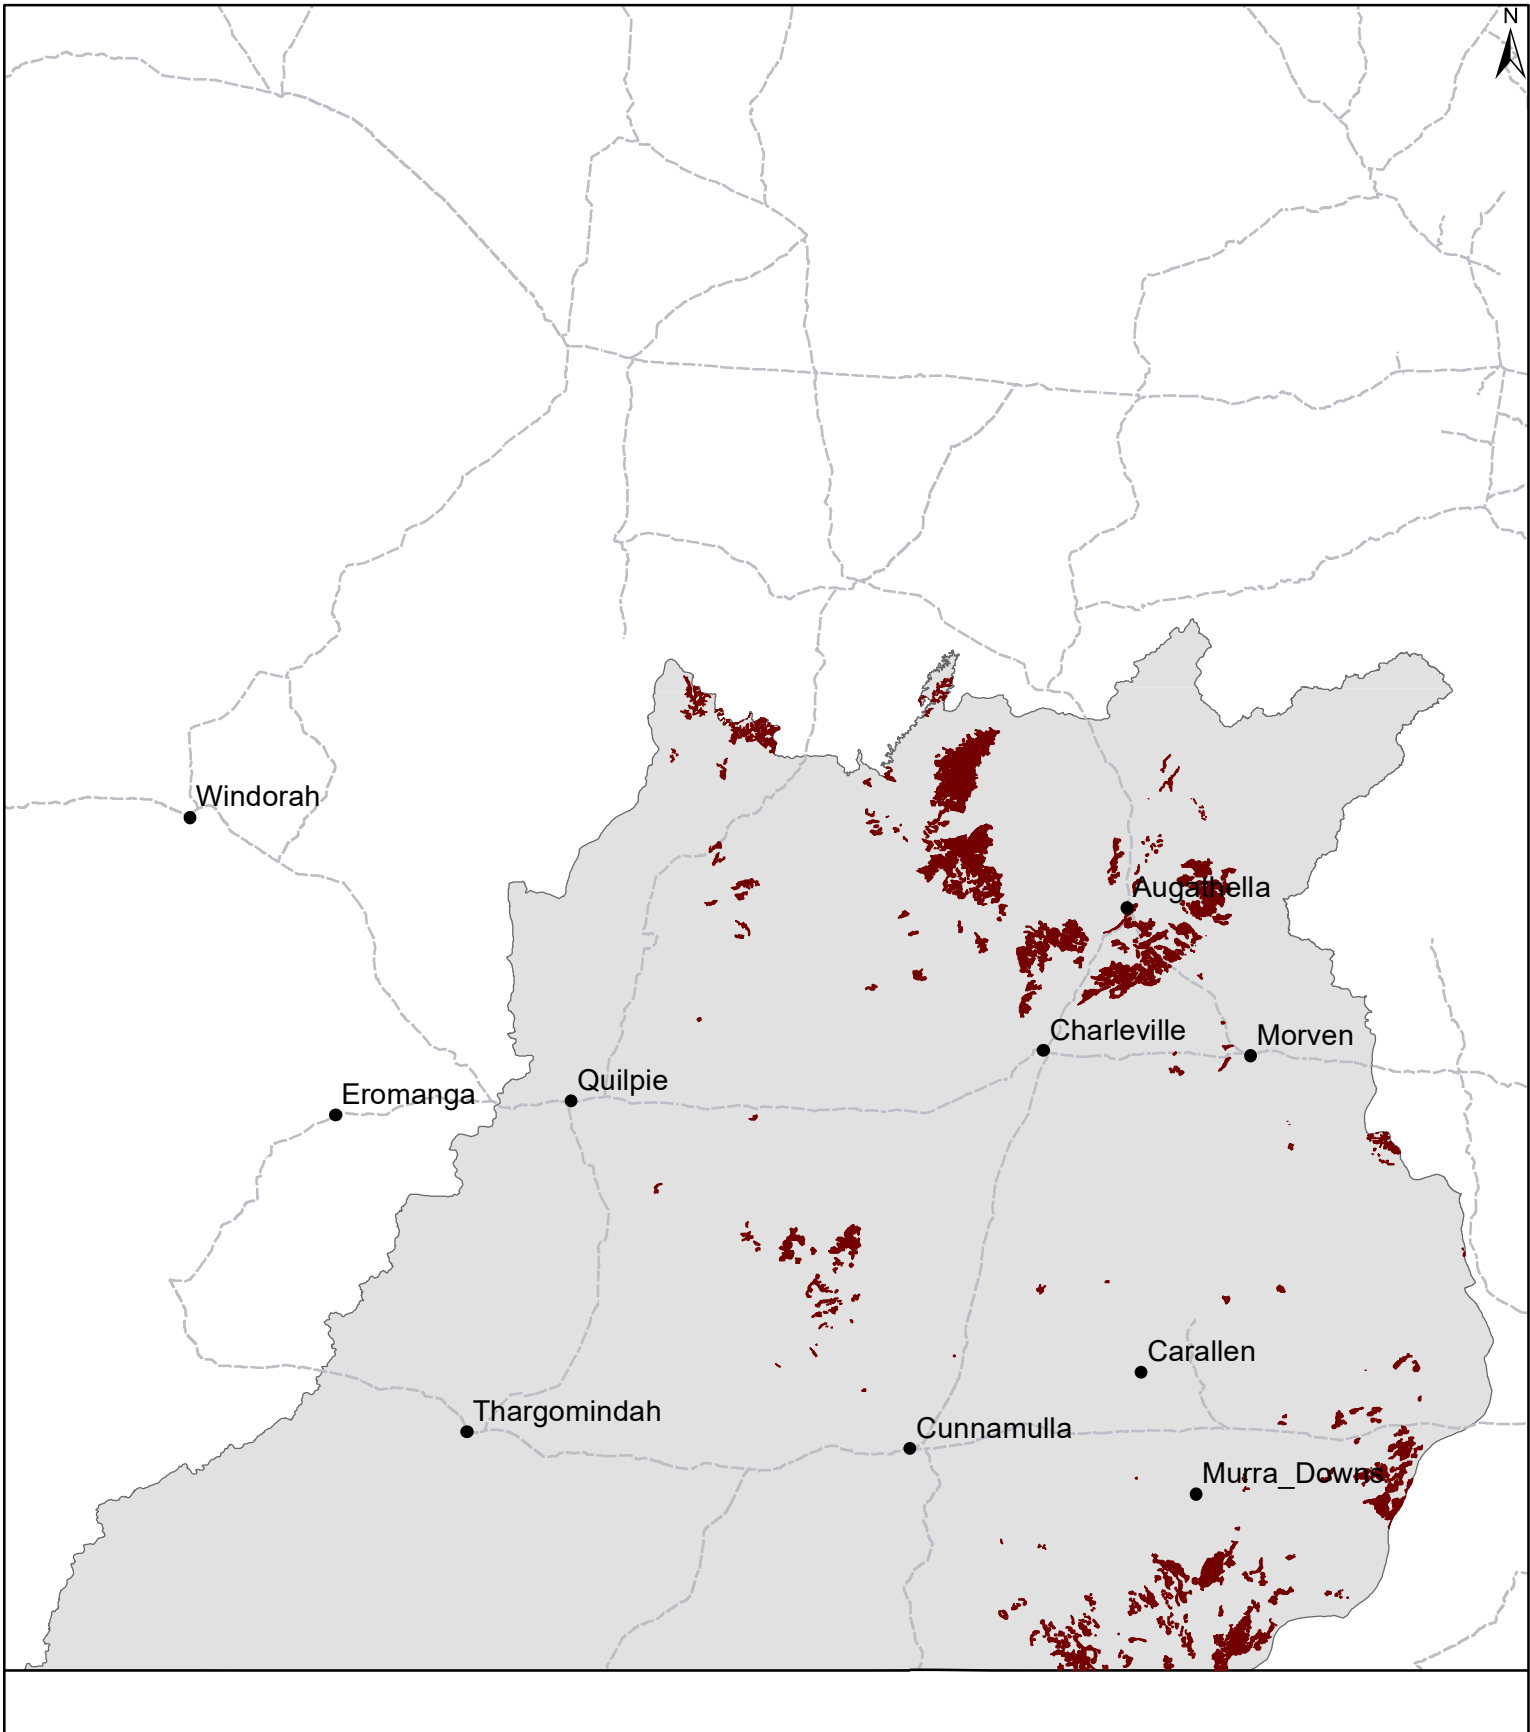 N
Windorah
Augathella
Charleville
Morven
Quilpie
Eromanga
Carallen
Thargomindah
Cunnamulla
Murra_Downs